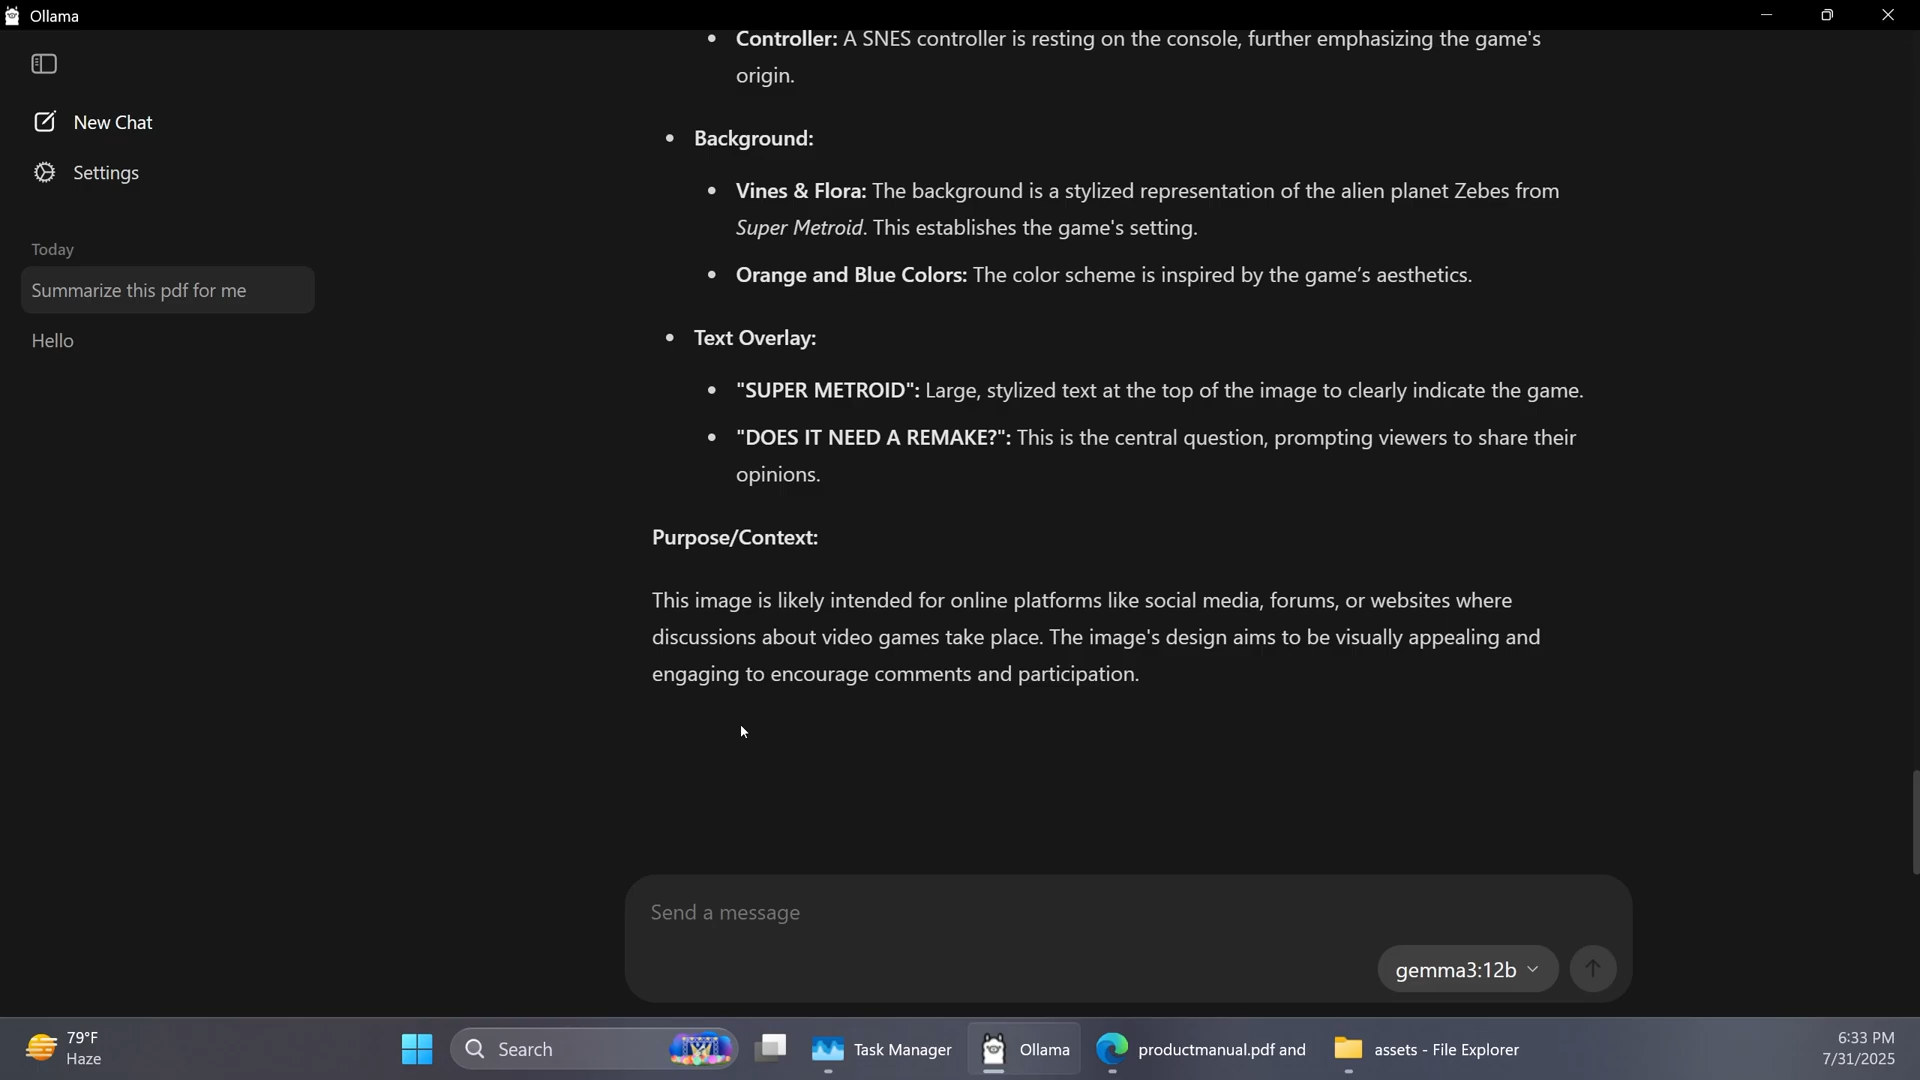 Ollama
• Controller: A SNES controller is resting on the console, further emphasizing the game's
origin.
New Chat
• Background:
Settings
• Vines & Flora: The background is a stylized representation of the alien planet Zebes from
Super Metroid. This establishes the game's setting.
Today
• Orange and Blue Colors: The color scheme is inspired by the game’s aesthetics.
Summarize this pdf for me
• Text Overlay:
Hello
• "SUPER METROID": Large, stylized text at the top of the image to clearly indicate the game.
• "DOES IT NEED A REMAKE?": This is the central question, prompting viewers to share their
opinions.
Purpose/Context:
This image is likely intended for online platforms like social media, forums, or websites where
discussions about video games take place. The image's design aims to be visually appealing and
engaging to encourage comments and participation.
Send a message
gemma3:12b
79°F
Haze
Search
Task Manager
Ollama
productmanual.pdf and
assets - File Explorer
6:33 PM
7/31/2025